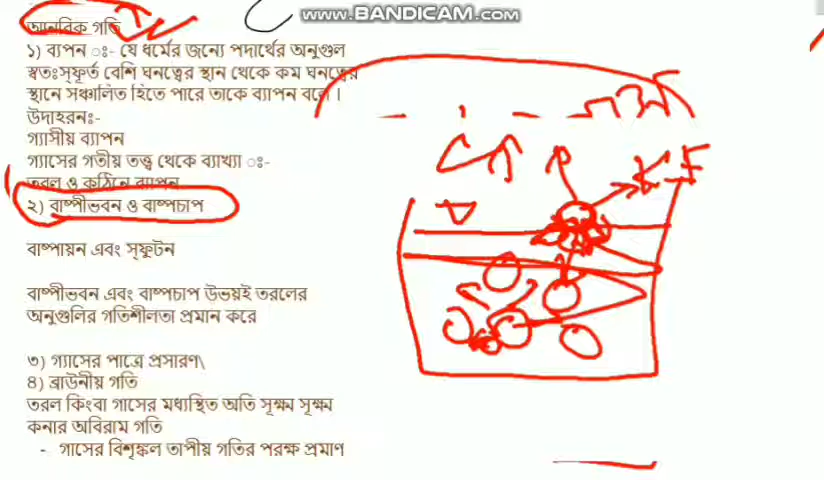 www.BANDICAM.com
আনবিক গতি
১) ব্যপন ঃ- যে ধর্মের জন্যে পদার্থের অনুগুল
স্বতঃস্ফূর্ত বেশি ঘনত্বের স্থান থেকে কম ঘনত্বের
স্থানে সঞ্চালিত হিতে পারে তাকে ব্যাপন বলে ।
উদাহরনঃ-
গ্যাসীয় ব্যাপন
গ্যাসের গতীয় তত্ত্ব থেকে ব্যাখ্যা ঃ-
তরল ও কঠিনে ব্যাপন
২) বাষ্পীভবন ও বাষ্পচাপ
বাষ্পায়ন এবং স্ফুটন
বাষ্পীভবন এবং বাষ্পচাপ উভয়ই তরলের
অনুগুলির গতিশীলতা প্রমান করে
৩) গ্যাসের পাত্রে প্রসারণ\
৪) ব্রাউনীয় গতি
তরল কিংবা গাসের মধ্যস্থিত অতি সূক্ষম সূক্ষম
কনার অবিরাম গতি
- গাসের বিশৃঙ্কল তাপীয় গতির পরক্ষ প্রমাণ